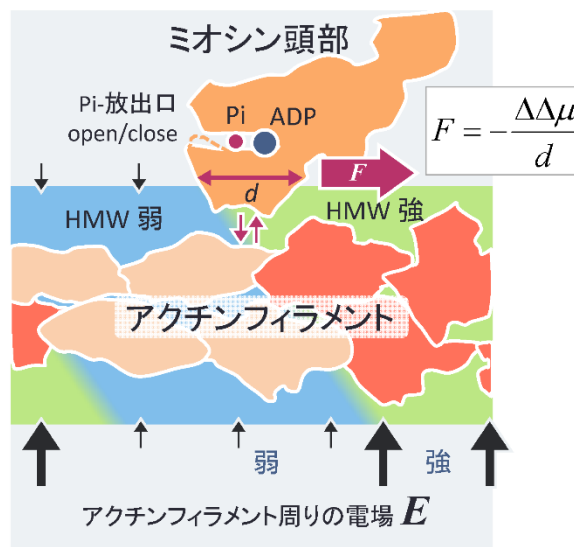 ミオシン頭部
Pi-放出口
open/close
Pi
ADP
F = - ΔΔμ / d
F
d
HMW 弱
HMW 強
アクチンフィラメント
弱
強
アクチンフィラメント周りの電場 E